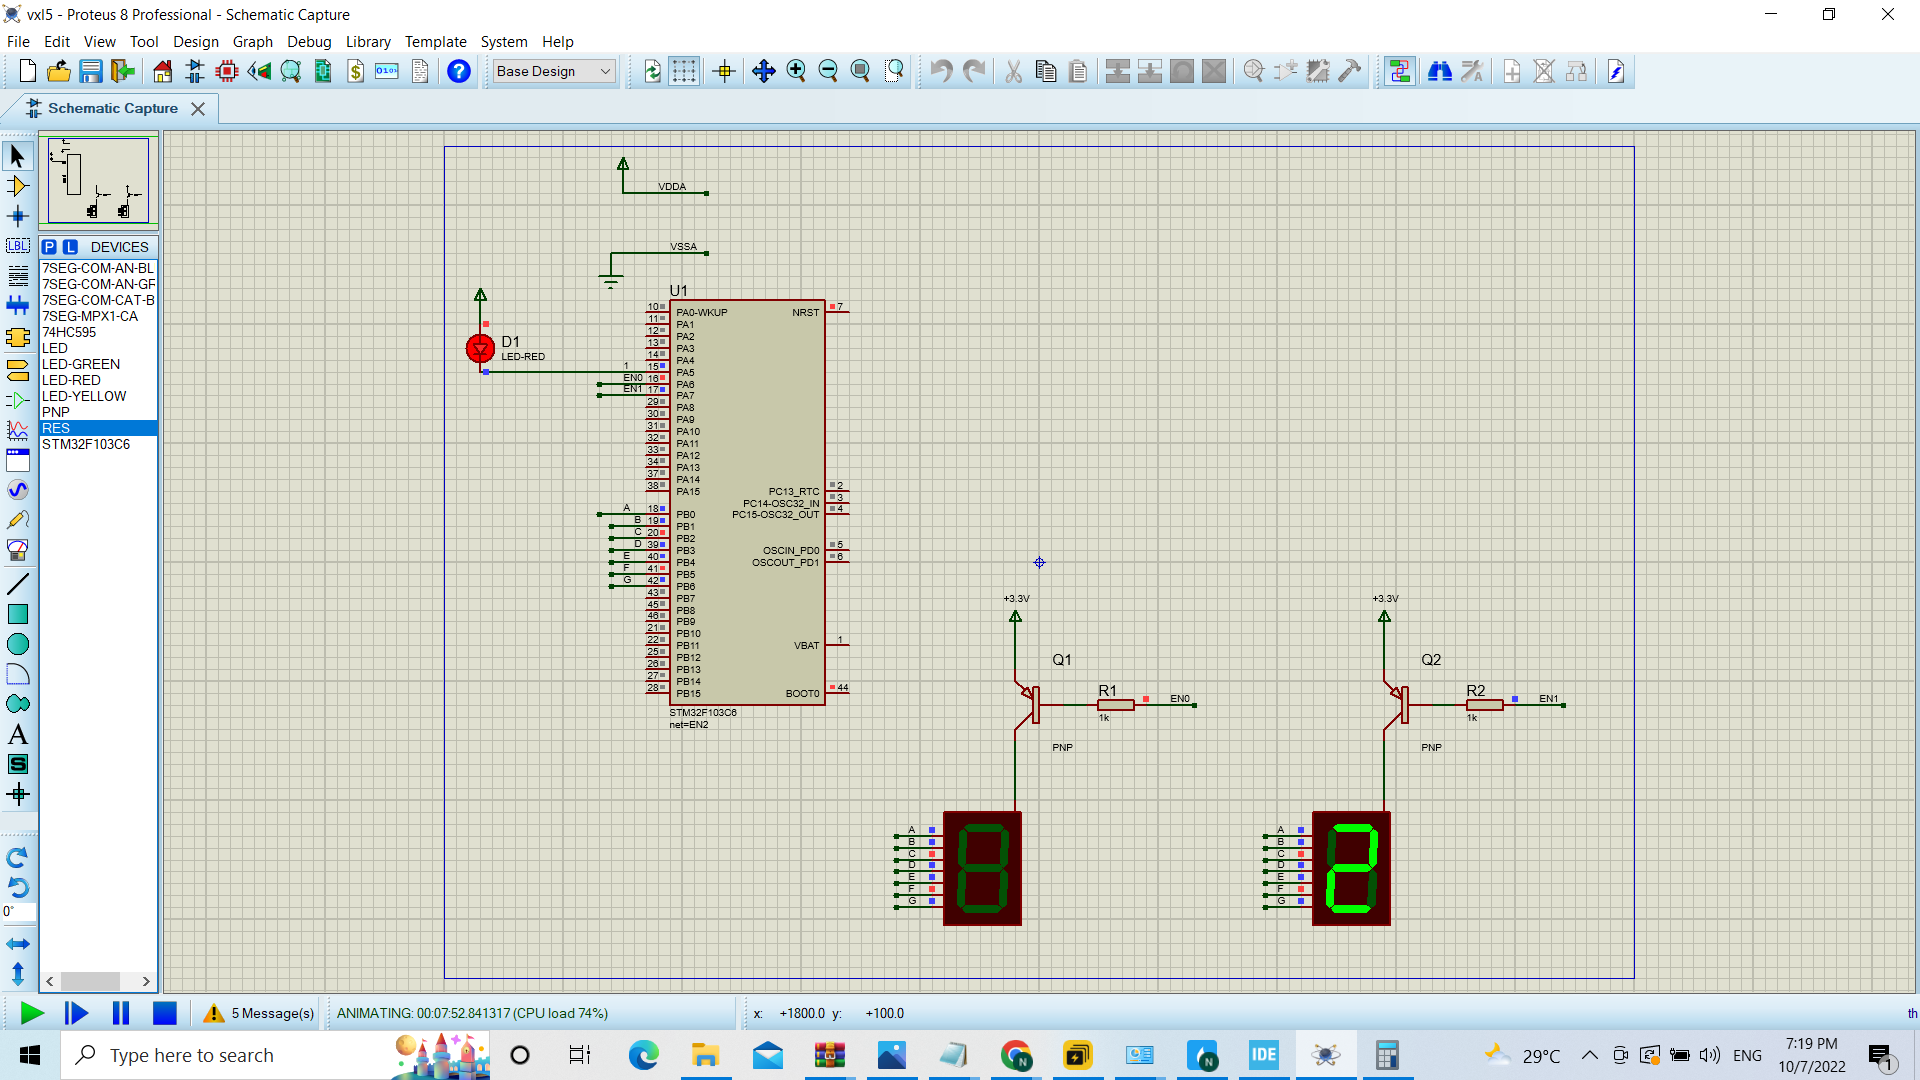 vxl5 - Proteus 8 Professional - Schematic Capture
File Edit View Tool Design Graph Debug Library Template System Help
Base Design
Schematic Capture
P L DEVICES
7SEG-COM-AN-BL
7SEG-COM-AN-GF
7SEG-COM-CAT-B
7SEG-MPX1-CA
74HC595
LED
LED-GREEN
LED-RED
LED-YELLOW
PNP
RES
STM32F103C6
LBL
A
S
0°
VDDA
VSSA
D1
LED-RED
U1
10 PA0-WKUP NRST 7
11 PA1
12 PA2
13 PA3
14 PA4
1 15 PA5
EN0 16 PA6
EN1 17 PA7
29 PA8
30 PA9
31 PA10
32 PA11
33 PA12
34 PA13
37 PA14
38 PA15 PC13_RTC 2
PC14-OSC32_IN 3
A 18 PB0 PC15-OSC32_OUT 4
B 19 PB1
C 20 PB2
D 39 PB3 OSCIN_PD0 5
E 40 PB4 OSCOUT_PD1 6
F 41 PB5
G 42 PB6
43 PB7
45 PB8
46 PB9
21 PB10
22 PB11 VBAT 1
25 PB12
26 PB13
27 PB14
28 PB15 BOOT0 44
STM32F103C6
net=EN2
+3.3V
Q1
R1
1k
EN0
PNP
A
B
C
D
E
F
G
+3.3V
Q2
R2
1k
EN1
PNP
A
B
C
D
E
F
G
2
5 Message(s) ANIMATING: 00:07:52.841317 (CPU load 74%) x: +1800.0 y: +100.0 th
Type here to search
IDE
29°C
ENG
7:19 PM
10/7/2022
1